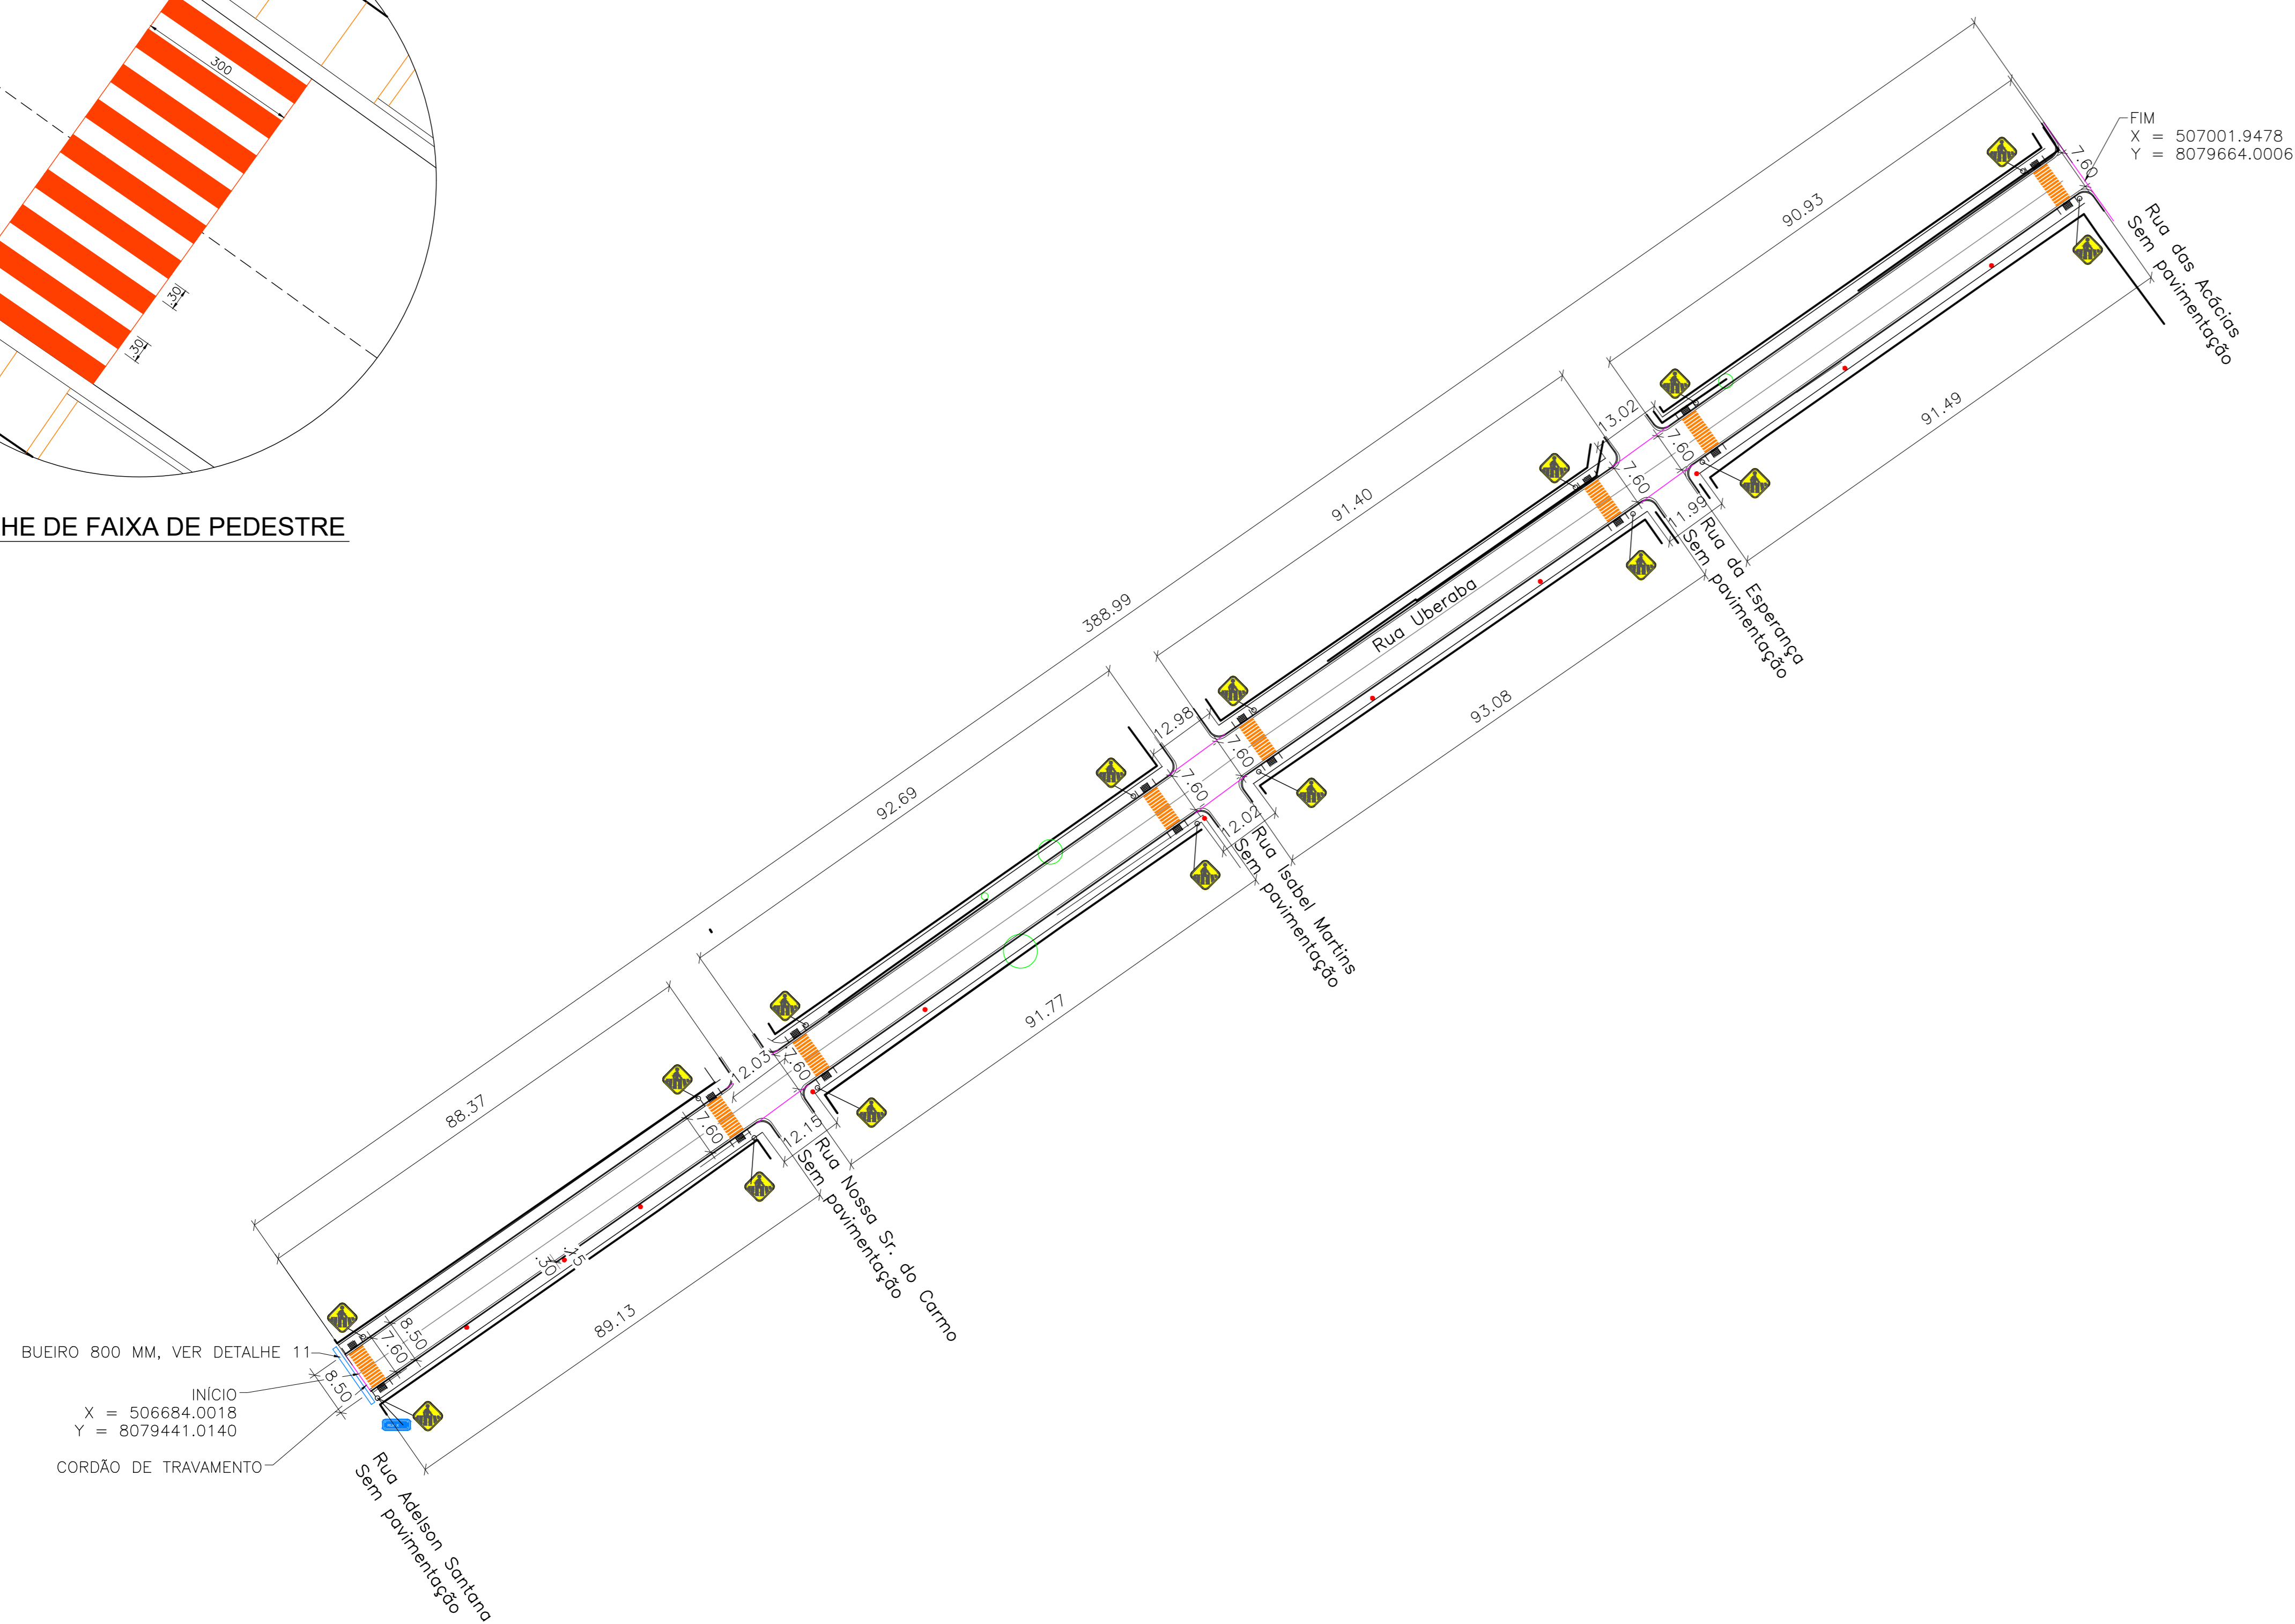 300
.30
.30
HE DE FAIXA DE PEDESTRE
FIM
X = 507001.9478
Y = 8079664.0006
7.60
Rua das Acácias
Sem pavimentação
90.93
91.49
13.02
7.60
7.60
11.99
Rua da Esperança
Sem pavimentação
91.40
Rua Uberaba
388.99
93.08
12.98
7.60
7.60
12.02
Rua Isabel Martins
Sem pavimentação
92.69
91.77
12.03
7.60
7.60
12.15
Rua Nossa Sr. do Carmo
Sem pavimentação
88.37
.15
.30
89.13
8.50
7.60
8.50
BUEIRO 800 MM, VER DETALHE 11
INÍCIO
X = 506684.0018
Y = 8079441.0140
CORDÃO DE TRAVAMENTO
Rua Adelson Santana
Sem pavimentação